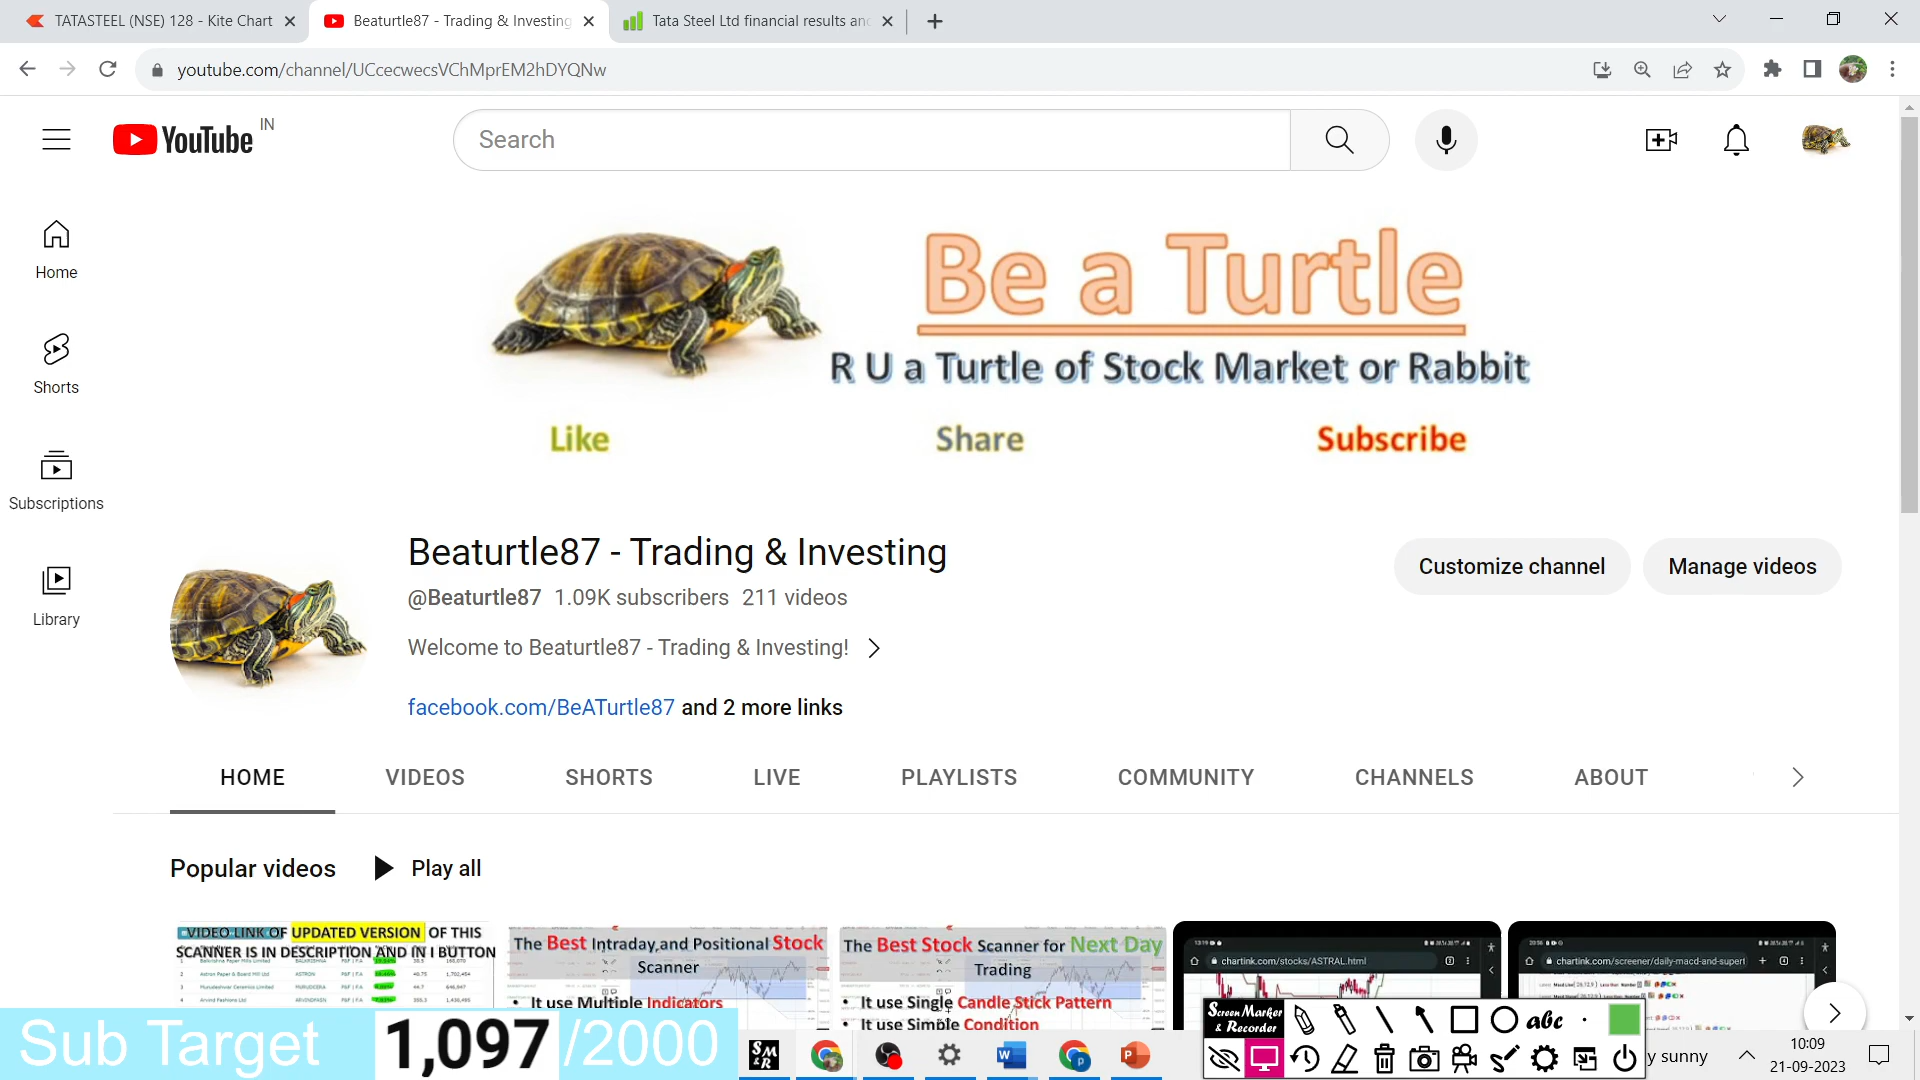 TATASTEEL (NSE) 128 - Kite Chart
Beaturtle87 - Trading & Investing
Tata Steel Ltd financial results an
youtube.com/channel/UCcecwecsVChMprEM2hDYQNw
YouTube IN
Search
Home
Shorts
Subscriptions
Library
Be a Turtle
R U a Turtle of Stock Market or Rabbit
Like Share Subscribe
Beaturtle87 - Trading & Investing
@Beaturtle87 1.09K subscribers 211 videos
Welcome to Beaturtle87 - Trading & Investing!
facebook.com/BeATurtle87 and 2 more links
Customize channel Manage videos
HOME VIDEOS SHORTS LIVE PLAYLISTS COMMUNITY CHANNELS ABOUT
Popular videos Play all
VIDEO LINK OF UPDATED VERSION OF THIS
SCANNER IS IN DESCRIPTION AND IN I BUTTON
The Best Intraday,and Positional Stock
Scanner
• It use Multiple Indicators
The Best Stock Scanner for Next Day
Trading
• It use Single Candle Stick Pattern
• It use Simple Condition
chartink.com/stocks/ASTRAL.html
chartink.com/screener/daily-macd-and-supert
Screen Marker
& Recorder
abc
Sub Target 1,097 /2000
SM
&R
y sunny
10:09
21-09-2023